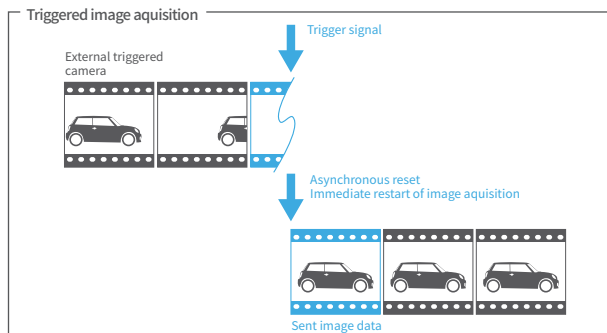 Triggered image aquisition
Trigger signal
External triggered
camera
Asynchronous reset
Immediate restart of image aquisition
Sent image data